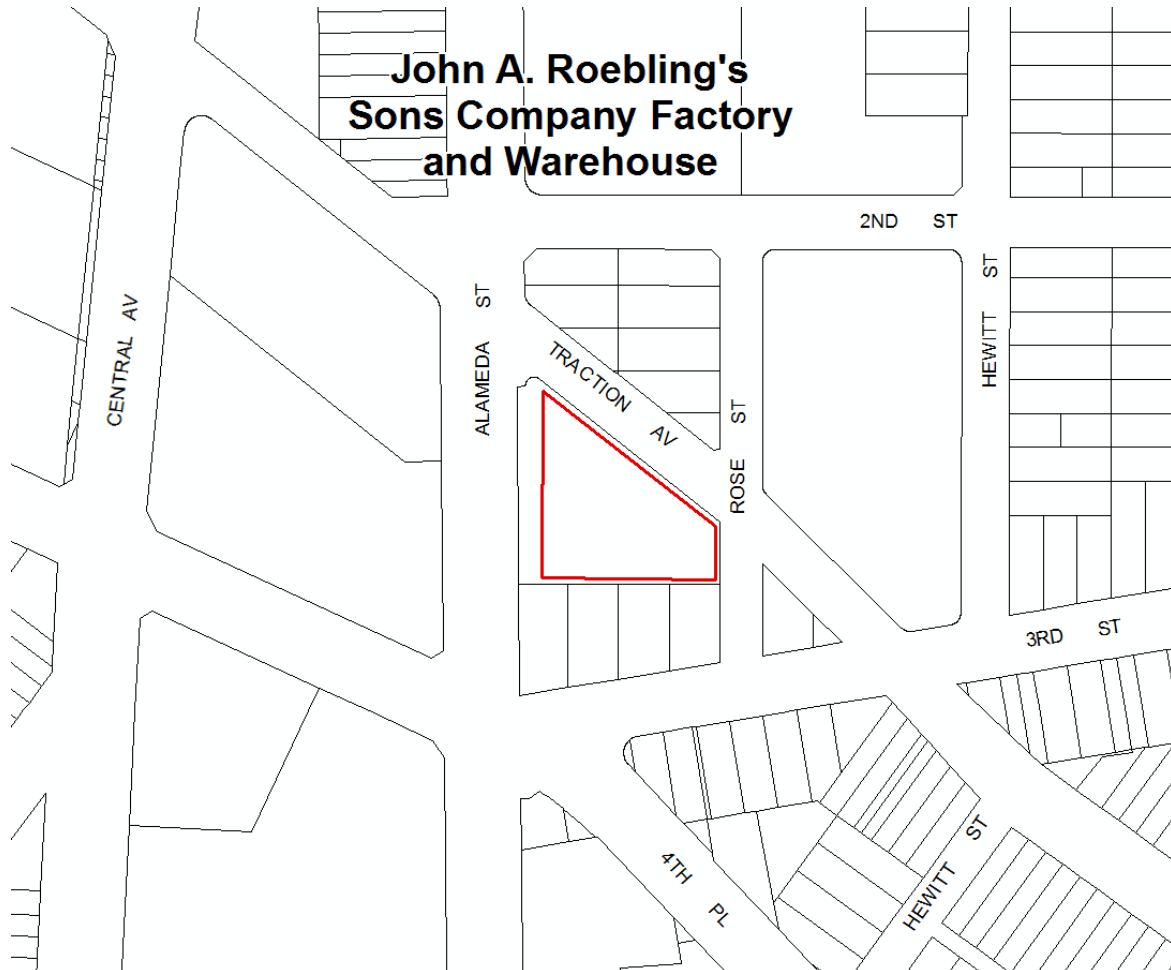 John A. Roebling's
Sons Company Factory
and Warehouse
2ND ST
CENTRAL AV
ALAMEDA ST
TRACTION AV
ROSE ST
HEWITT ST
3RD ST
4TH PL
HEWITT ST